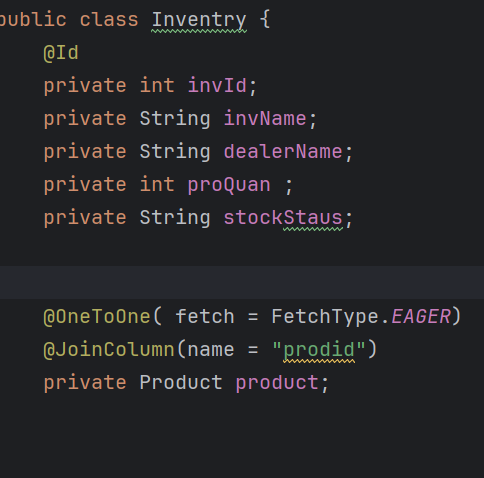 public class Inventry {
@Id
private int invId;
private String invName;
private String dealerName;
private int proQuan ;
private String stockStaus;
@OneToOne( fetch = FetchType.EAGER)
@JoinColumn(name = "prodid")
private Product product;